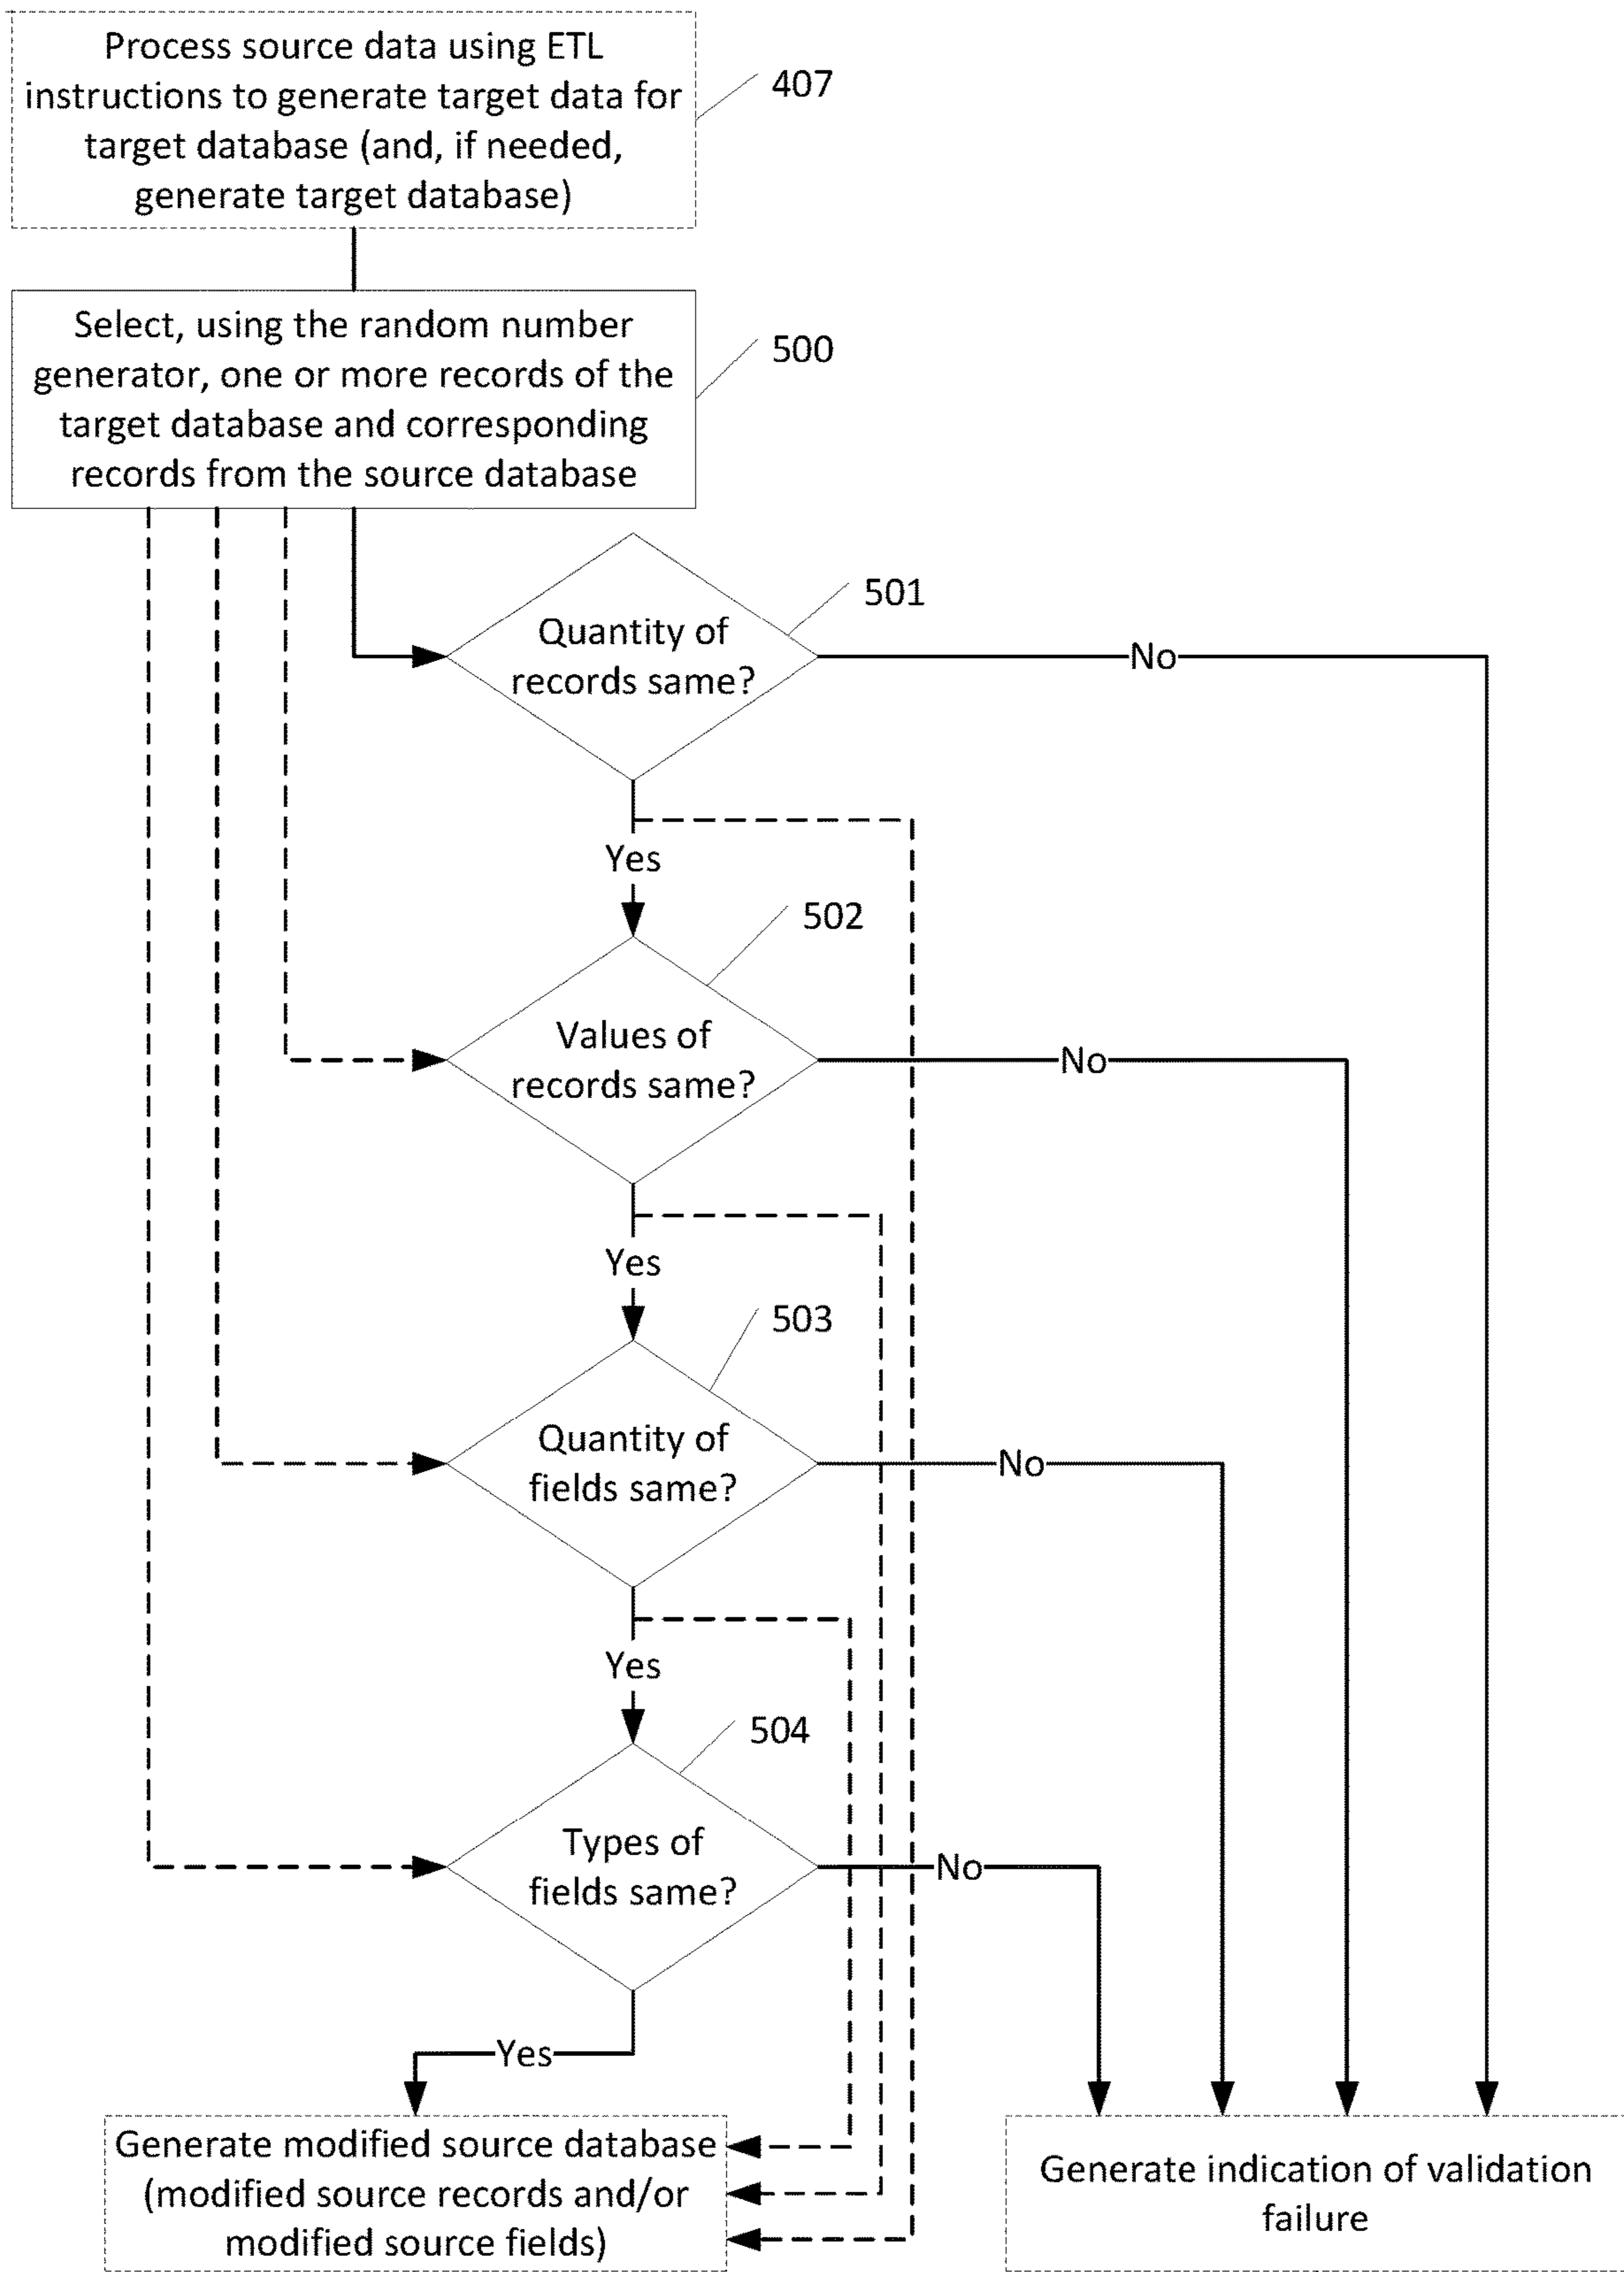 Process source data using ETL
instructions to generate target data for
target database (and, if needed,
generate target database)
407
Select, using the random number
generator, one or more records of the
target database and corresponding
records from the source database
500
501
Quantity of
records same?
No
Yes
502
Values of
records same?
No
Yes
503
Quantity of
fields same?
No
Yes
504
Types of
fields same?
No
Yes
Generate modified source database
(modified source records and/or
modified source fields)
Generate indication of validation
failure